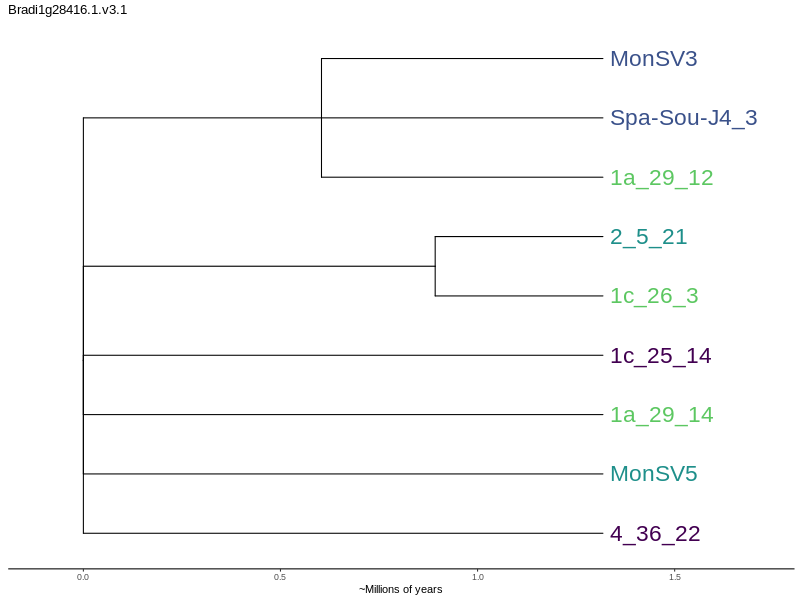 Bradi1g28416.1.v3.1
MonSV3
Spa-Sou-J4_3
1a_29_12
2_5_21
1c_26_3
1c_25_14
1a_29_14
MonSV5
4_36_22
0.0 0.5 1.0 1.5
~Millions of years